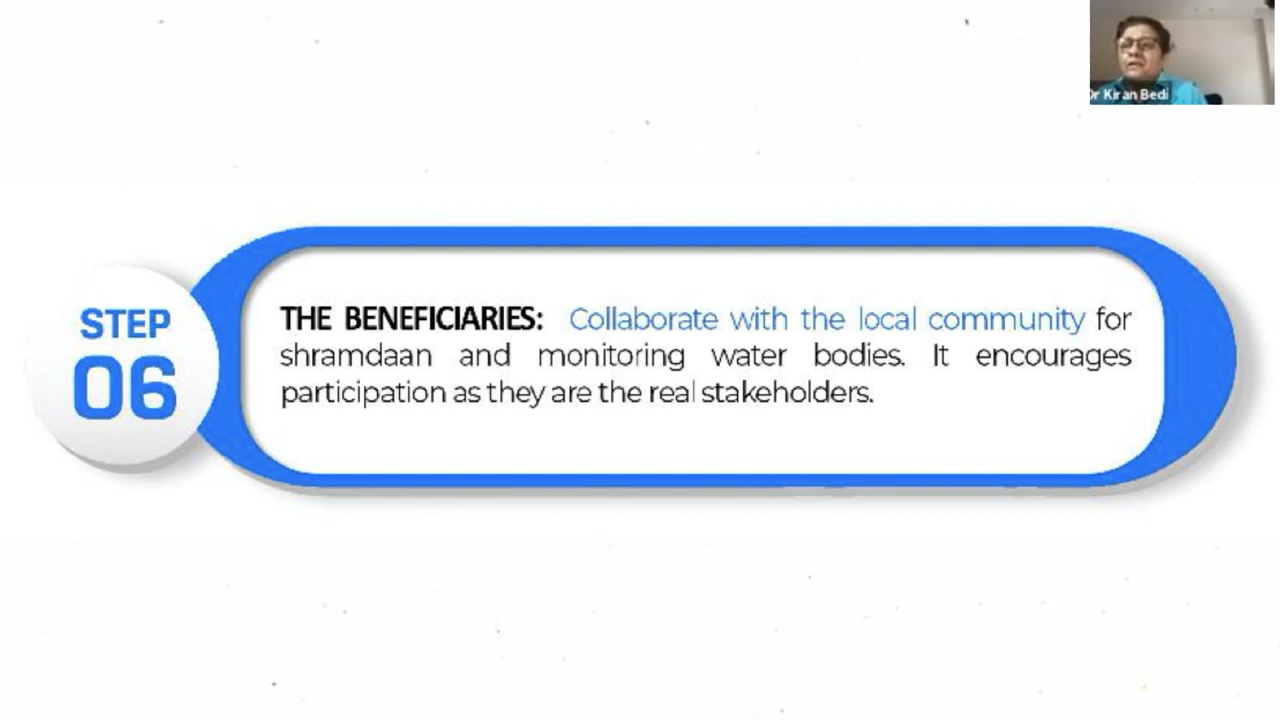 Dr Kiran Bedi
STEP
06
THE BENEFICIARIES: Collaborate with the local community for
shramdaan and monitoring water bodies. It encourages
participation as they are the real stakeholders.